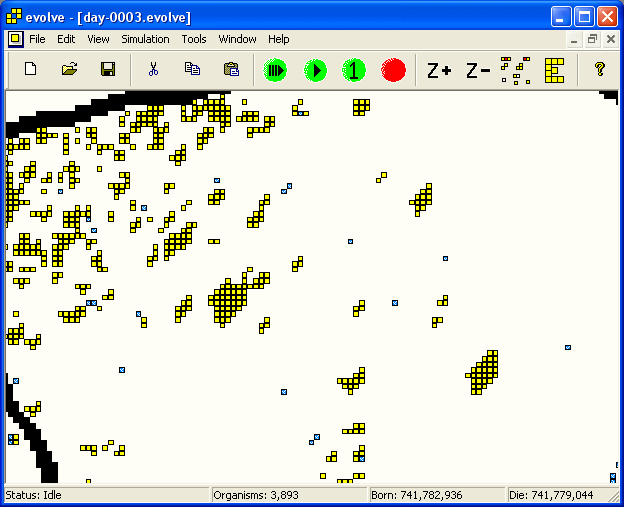 evolve - [day-0003.evolve]
File Edit View Simulation Tools Window Help
1 Z+ Z- E ?
Status: Idle Organisms: 3,893 Born: 741,782,936 Die: 741,779,044